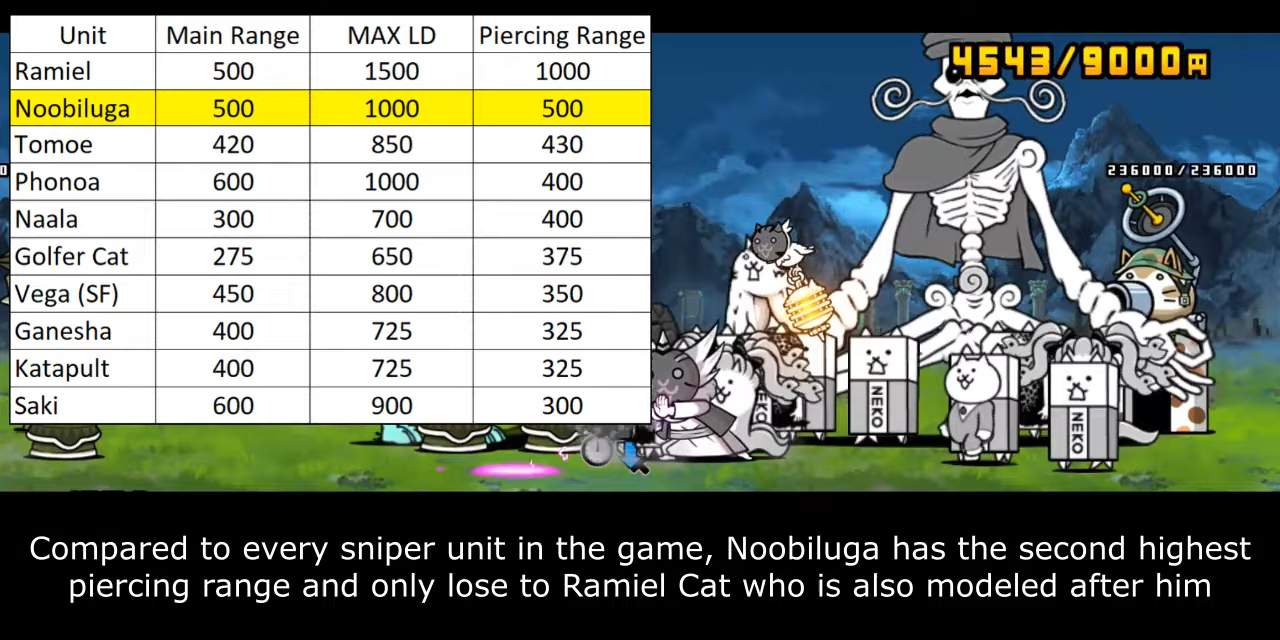 Unit Main Range MAX LD Piercing Range
Ramiel 500 1500 1000
Noobiluga 500 1000 500
Tomoe 420 850 430
Phonoa 600 1000 400
Naala 300 700 400
Golfer Cat 275 650 375
Vega (SF) 450 800 350
Ganesha 400 725 325
Katapult 400 725 325
Saki 600 900 300
4543/9000円
236000/236000
NEKO
NEKO
NEKO
Compared to every sniper unit in the game, Noobiluga has the second highest
piercing range and only lose to Ramiel Cat who is also modeled after him